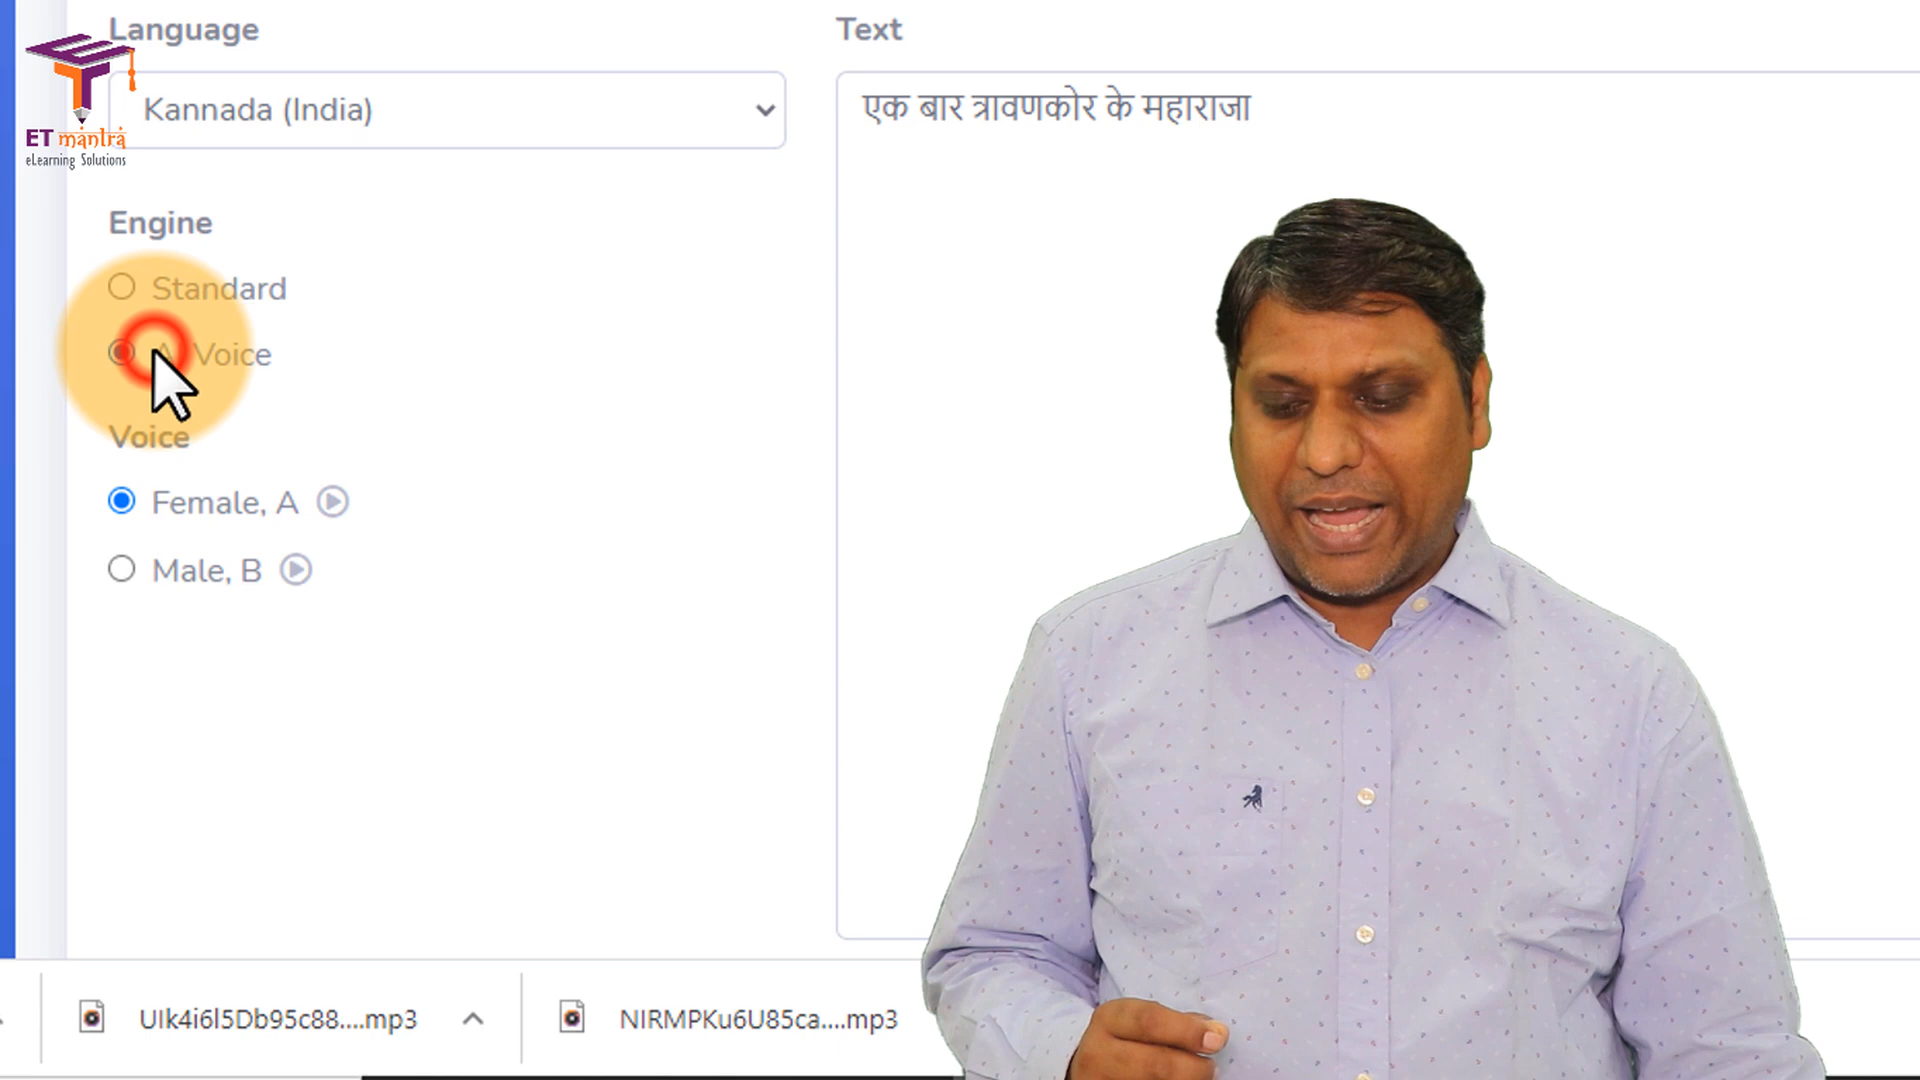 Language
Text
Kannada (India)
एक बार त्रावणकोर के महाराजा
ET mantra
eLearning Solutions
Engine
Standard
Voice
Voice
Female, A
Male, B
UIk4i6I5Db95c88....mp3
NIRMPKu6U85ca....mp3